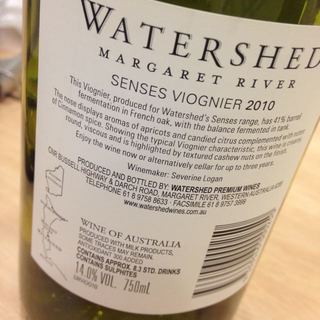 WATERSHED
MARGARET RIVER
SENSES VIOGNIER 2010
This Viognier, produced for Watershed's Senses range, has 41% barrel
fermentation in French oak, with the balance fermented in tank.
The nose displays aromas of apricots and candied citrus complemented by notes
of Cinnamon spice. Showing the typical Viognier characteristic, this wine is creamy,
round, viscous and is highlighted by textured cashew nuts on the finish.
Enjoy the wine now or alternatively cellar for up to three years.
Winemaker: Severine Logan
PRODUCED AND BOTTLED BY: WATERSHED PREMIUM WINES
CNR BUSSELL HIGHWAY & DARCH ROAD, MARGARET RIVER, WESTERN AUSTRALIA
TELEPHONE 61 8 9758 8633 · FACSIMILE 61 8 9757 3999
www.watershedwines.com.au
WINE OF AUSTRALIA
PRODUCED WITH MILK PRODUCTS,
SOME TRACES MAY REMAIN.
ANTIOXIDANT 300 ADDED
CONTAINS APPROX. 8.3 STD. DRINKS
CONTAINS SULPHITES
14.0% VOL. 750ml